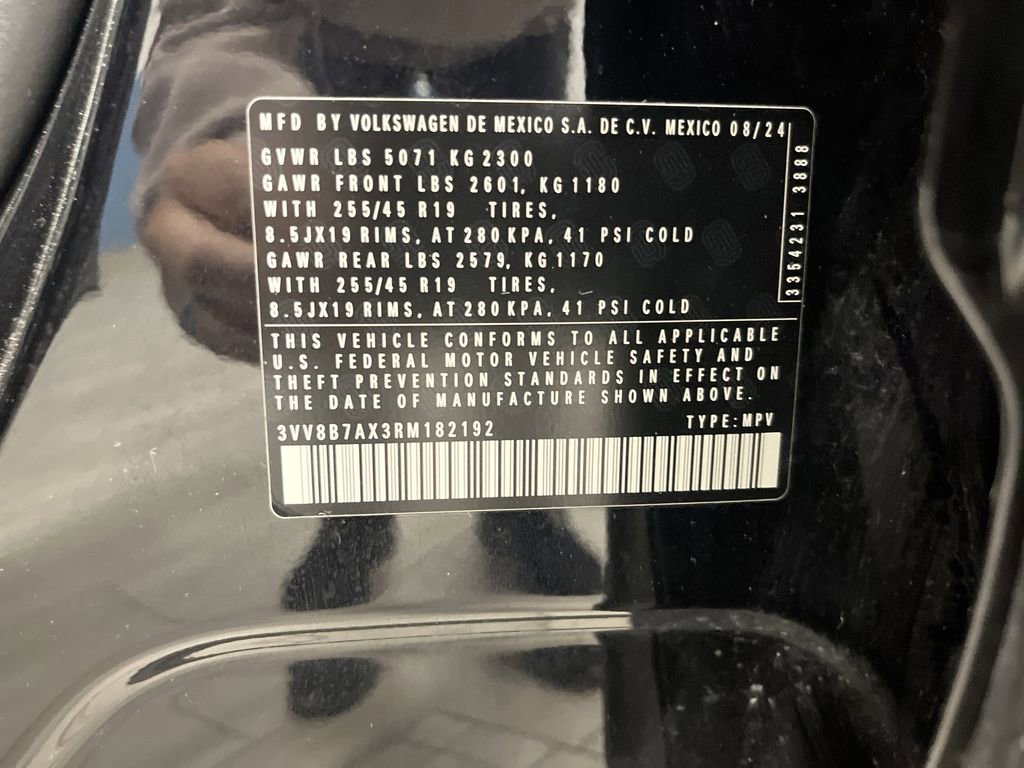 MFD BY VOLKSWAGEN DE MEXICO S.A. DE C.V. MEXICO 08/24
GVWR LBS 5071 KG 2300
GAWR FRONT LBS 2601, KG 1180
WITH 255/45 R19 TIRES,
8.5JX19 RIMS, AT 280 KPA, 41 PSI COLD
GAWR REAR LBS 2579, KG 1170
WITH 255/45 R19 TIRES,
8.5JX19 RIMS, AT 280 KPA, 41 PSI COLD
3354231 3888
THIS VEHICLE CONFORMS TO ALL APPLICABLE
U.S. FEDERAL MOTOR VEHICLE SAFETY AND
THEFT PREVENTION STANDARDS IN EFFECT ON
THE DATE OF MANUFACTURE SHOWN ABOVE.
3VV8B7AX3RM182192 TYPE:MPV